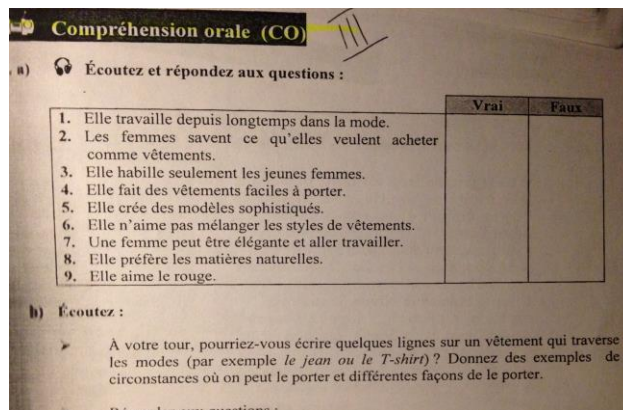 Compréhension orale (CO)
a) Écoutez et répondez aux questions :
Vrai Faux
1. Elle travaille depuis longtemps dans la mode.
2. Les femmes savent ce qu'elles veulent acheter
comme vêtements.
3. Elle habille seulement les jeunes femmes.
4. Elle fait des vêtements faciles à porter.
5. Elle crée des modèles sophistiqués.
6. Elle n'aime pas mélanger les styles de vêtements.
7. Une femme peut être élégante et aller travailler.
8. Elle préfère les matières naturelles.
9. Elle aime le rouge.
b) Écoutez :
À votre tour, pourriez-vous écrire quelques lignes sur un vêtement qui traverse
les modes (par exemple le jean ou le T-shirt) ? Donnez des exemples de
circonstances où on peut le porter et différentes façons de le porter.